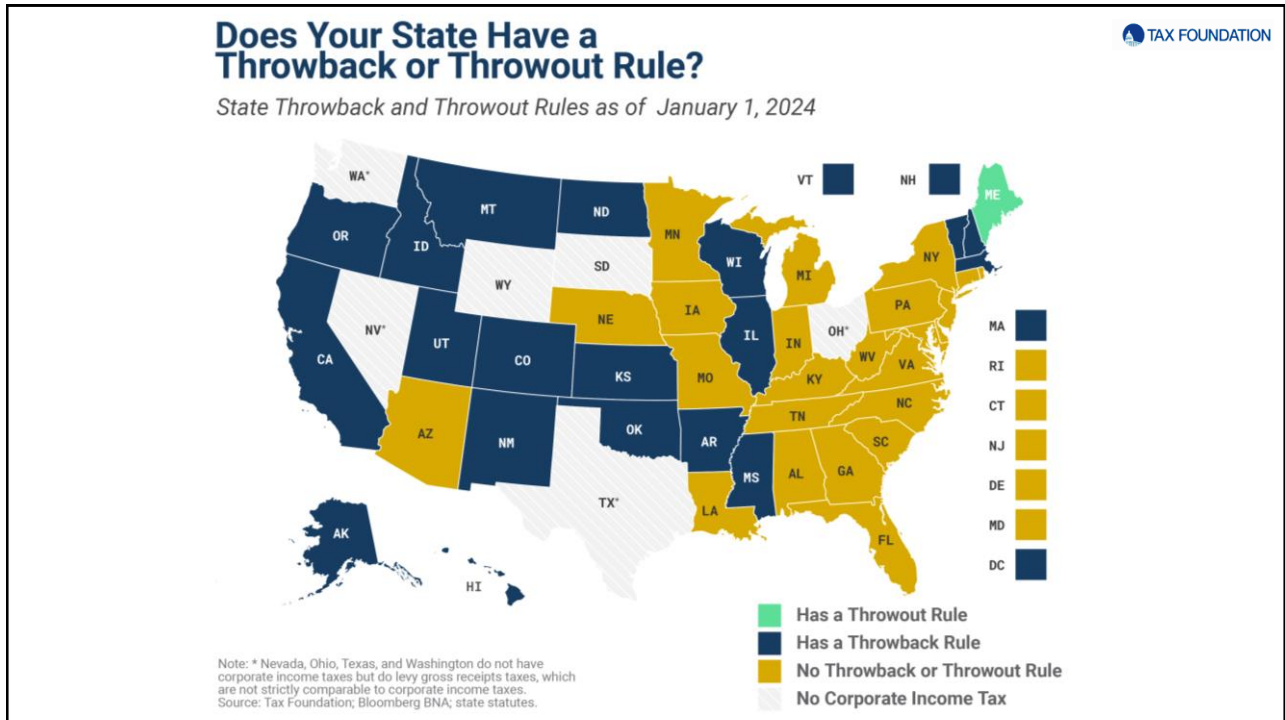 Does Your State Have a
Throwback or Throwout Rule?
TAX FOUNDATION
State Throwback and Throwout Rules as of January 1, 2024
WA*
VT
NH
ME
MT
ND
OR
ID
MN
WI
NY
SD
MI
WY
IA
PA
NE
NV*
IL
IN
OH*
MA
UT
CO
WV
VA
CA
KS
MO
KY
RI
NC
TN
CT
AZ
NM
OK
AR
SC
NJ
MS
AL
GA
DE
TX*
LA
MD
FL
AK
DC
HI
Has a Throwout Rule
Has a Throwback Rule
No Throwback or Throwout Rule
No Corporate Income Tax
Note: * Nevada, Ohio, Texas, and Washington do not have
corporate income taxes but do levy gross receipts taxes, which
are not strictly comparable to corporate income taxes.
Source: Tax Foundation; Bloomberg BNA; state statutes.